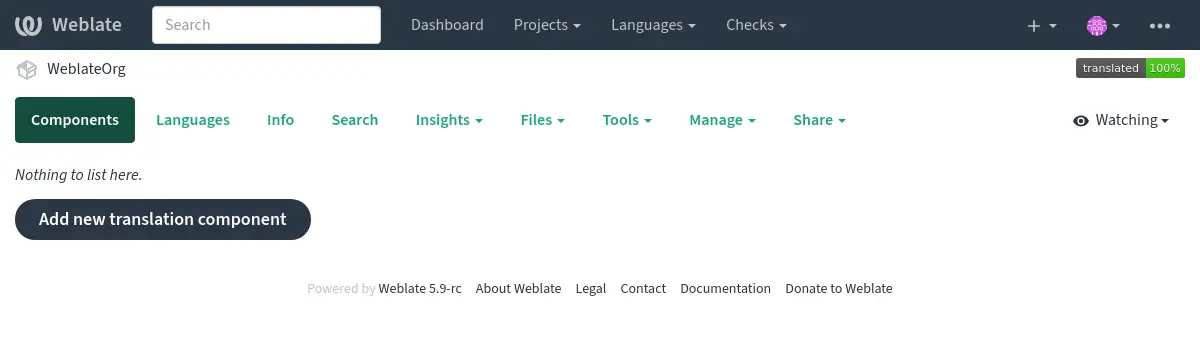 Weblate Search Dashboard Projects Languages Checks
WeblateOrg translated 100%
Components Languages Info Search Insights Files Tools Manage Share Watching
Nothing to list here.
Add new translation component
Powered by Weblate 5.9-rc About Weblate Legal Contact Documentation Donate to Weblate